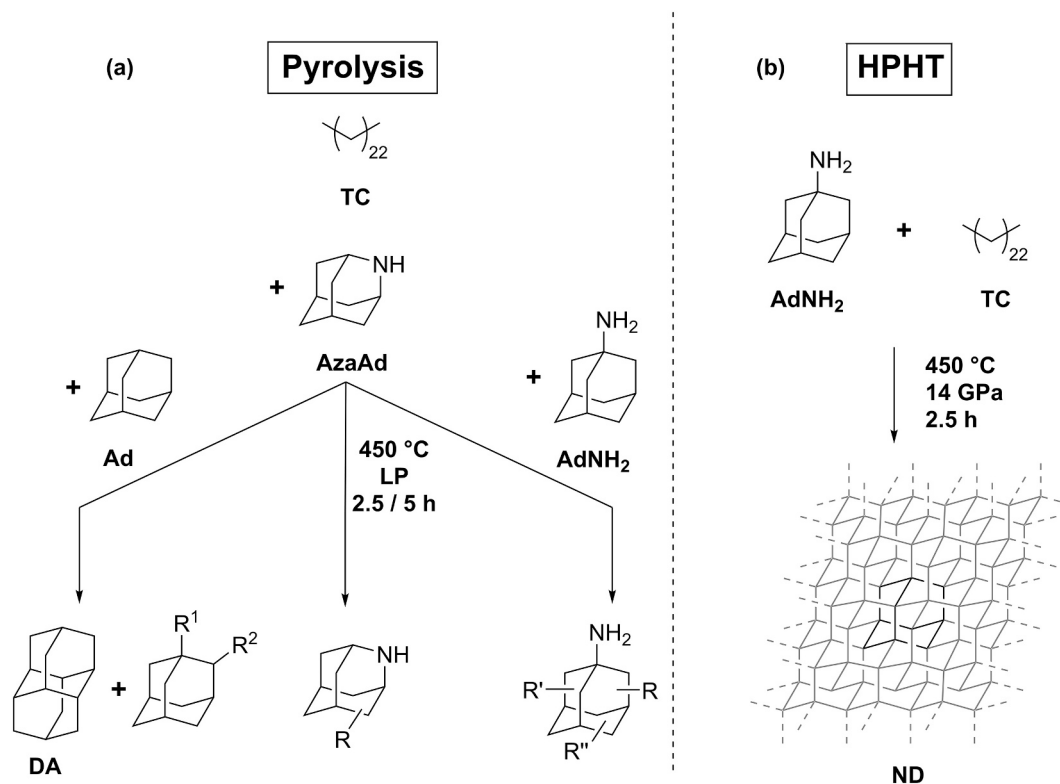 (a)
Pyrolysis
22
TC
+
NH
AzaAd
+
Ad
+
NH₂
AdNH₂
450 °C
LP
2.5 / 5 h
DA
+
R¹
R²
NH
R
NH₂
R'
R
R"
(b)
HPHT
NH₂
AdNH₂
+
22
TC
450 °C
14 GPa
2.5 h
ND